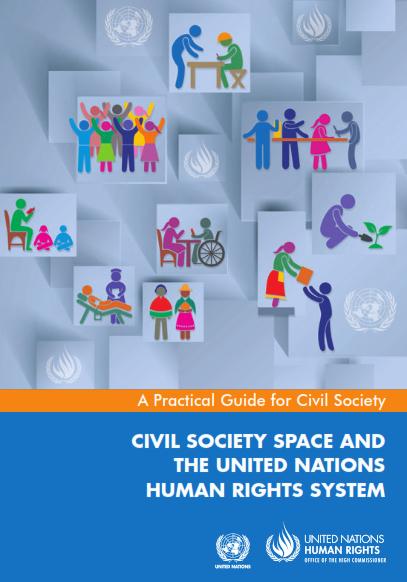 A Practical Guide for Civil Society
CIVIL SOCIETY SPACE AND
THE UNITED NATIONS
HUMAN RIGHTS SYSTEM
UNITED NATIONS
UNITED NATIONS
HUMAN RIGHTS
OFFICE OF THE HIGH COMMISSIONER